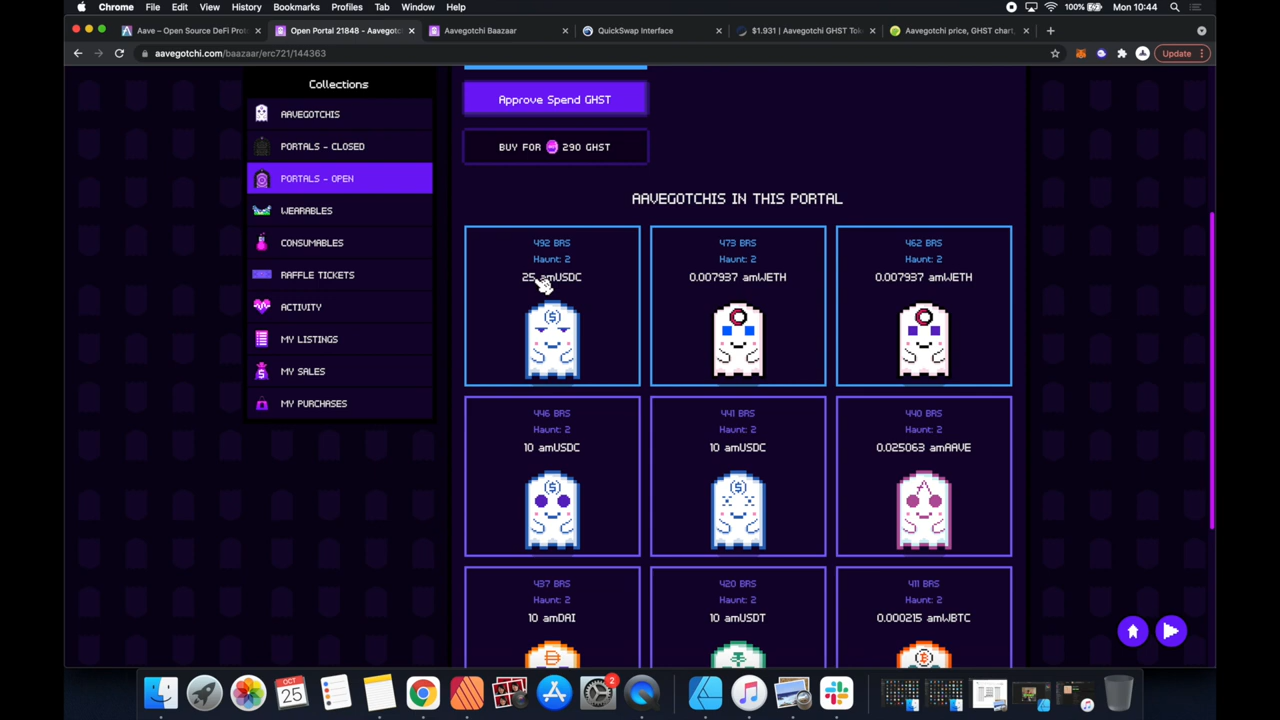 Chrome File Edit View History Bookmarks Profiles Tab Window Help
100% Mon 10:44
Aave – Open Source DeFi Prot
Open Portal 21848 - Aavegotc
Aavegotchi Baazaar
QuickSwap Interface
$1.931 | Aavegotchi GHST Tok
Aavegotchi price, GHST chart,
aavegotchi.com/baazaar/erc721/144363
Update
Collections
AAVEGOTCHIS
PORTALS – CLOSED
PORTALS – OPEN
WEARABLES
CONSUMABLES
RAFFLE TICKETS
ACTIVITY
MY LISTINGS
MY SALES
MY PURCHASES
Approve Spend GHST
BUY FOR 290 GHST
AAVEGOTCHIS IN THIS PORTAL
492 BRS
Haunt: 2
25 amUSDC
473 BRS
Haunt: 2
0.007937 amWETH
462 BRS
Haunt: 2
0.007937 amWETH
446 BRS
Haunt: 2
10 amUSDC
441 BRS
Haunt: 2
10 amUSDC
440 BRS
Haunt: 2
0.025063 amAAVE
437 BRS
Haunt: 2
10 amDAI
420 BRS
Haunt: 2
10 amUSDT
411 BRS
Haunt: 2
0.000215 amWBTC
OCT
25
2